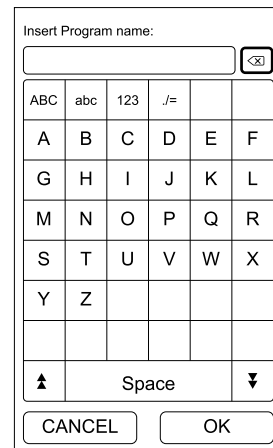 Insert Program name:
ABC abc 123 ./=
A B C D E F
G H I J K L
M N O P Q R
S T U V W X
Y Z
Space
CANCEL OK